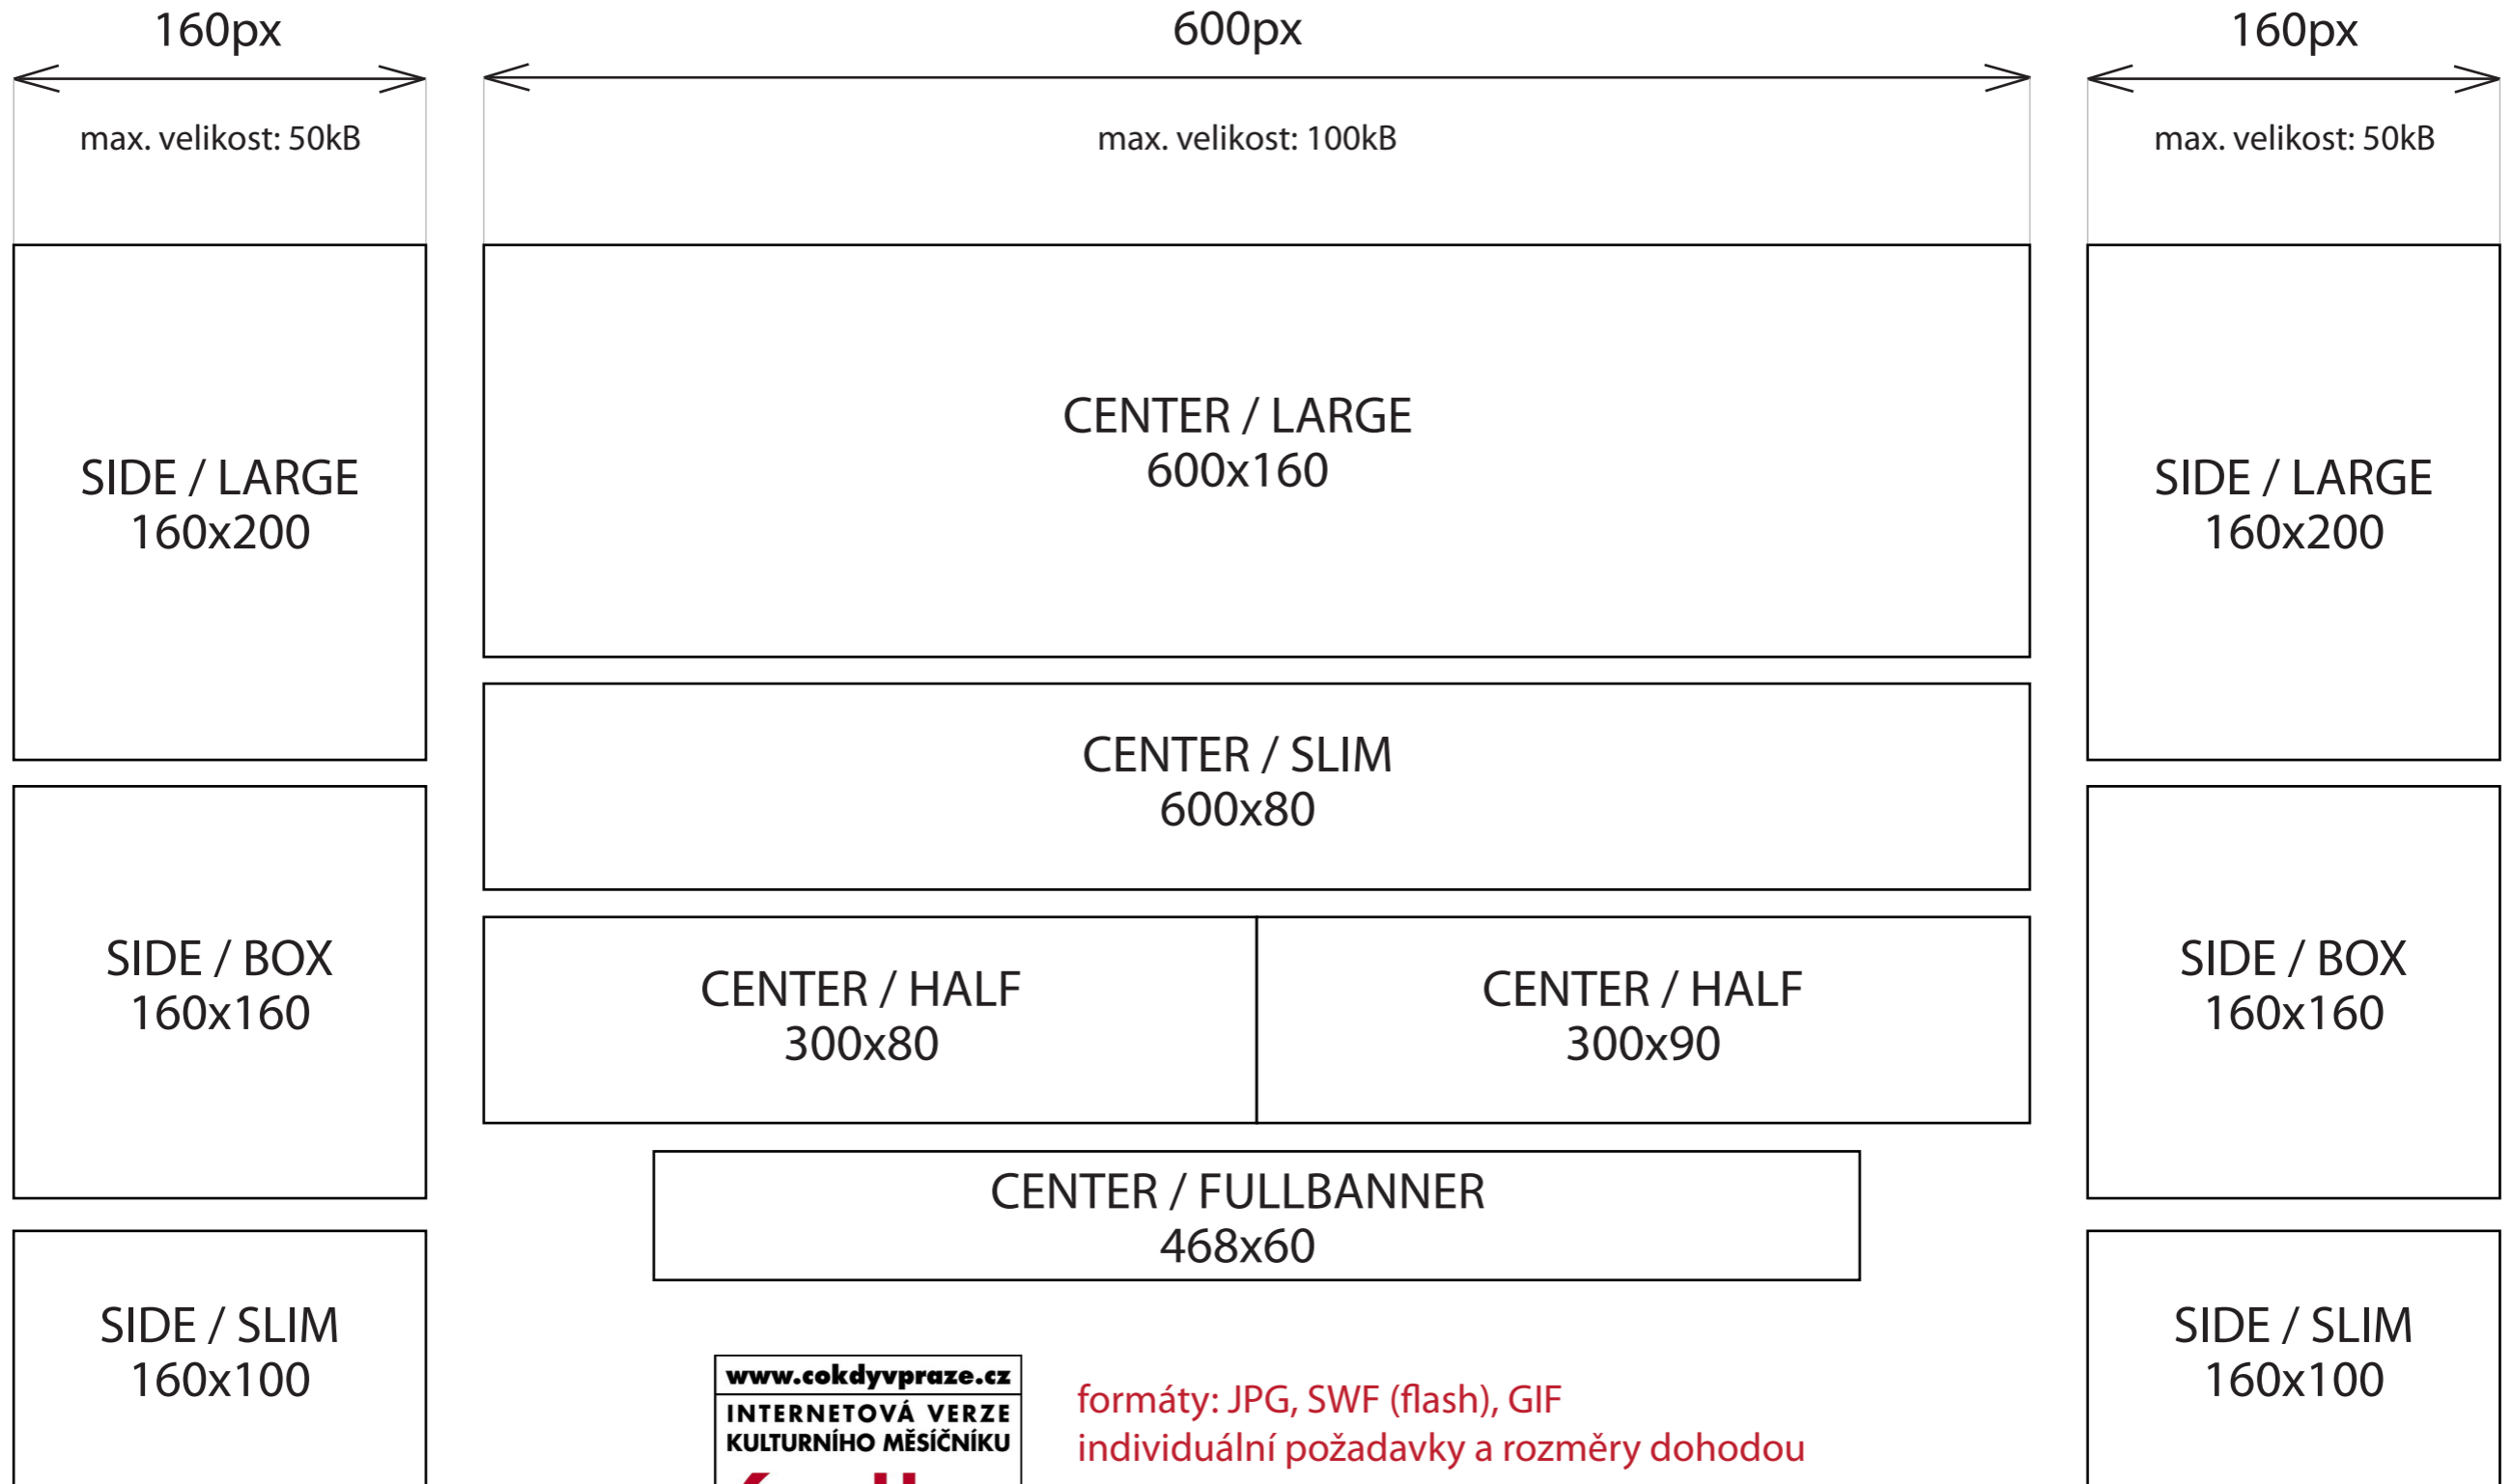 160px
600px
160px
max. velikost: 50kB
max. velikost: 100kB
max. velikost: 50kB
SIDE / LARGE
160x200
CENTER / LARGE
600x160
SIDE / LARGE
160x200
CENTER / SLIM
600x80
SIDE / BOX
160x160
CENTER / HALF
300x80
CENTER / HALF
300x90
SIDE / BOX
160x160
CENTER / FULLBANNER
468x60
SIDE / SLIM
160x100
SIDE / SLIM
160x100
www.cokdyvpraze.cz
INTERNETOVÁ VERZE
KULTURNÍHO MĚSÍČNÍKU
formáty: JPG, SWF (flash), GIF
individuální požadavky a rozměry dohodou